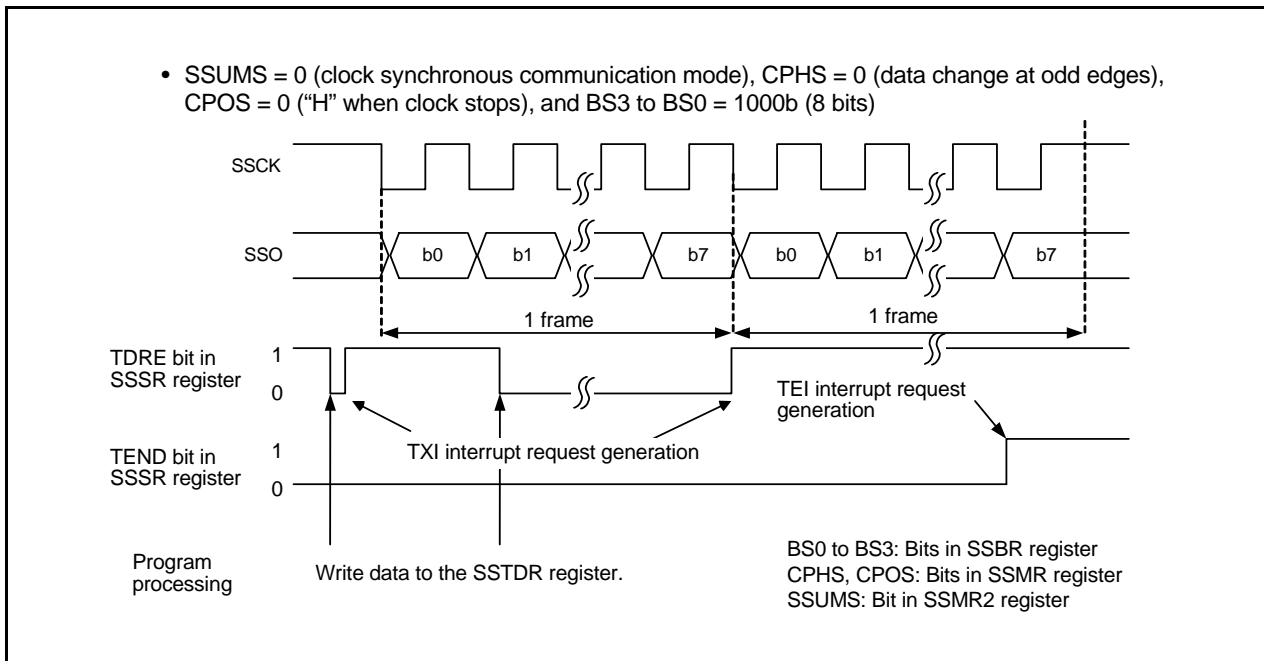 • SSUMS = 0 (clock synchronous communication mode), CPHS = 0 (data change at odd edges),
CPOS = 0 (“H” when clock stops), and BS3 to BS0 = 1000b (8 bits)
SSCK
SSO
b0
b1
b7
b0
b1
b7
1 frame
1 frame
TDRE bit in
SSSR register
1
0
TEI interrupt request
generation
TXI interrupt request generation
TEND bit in
SSSR register
1
0
Program
processing
Write data to the SSTDR register.
BS0 to BS3: Bits in SSBR register
CPHS, CPOS: Bits in SSMR register
SSUMS: Bit in SSMR2 register